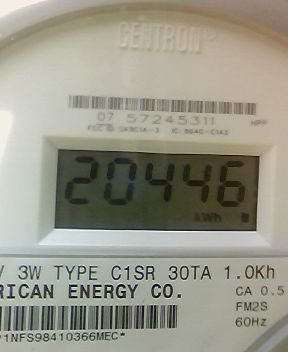 CENTRON
07 57245311 HPP
20446
kWh
V 3W TYPE C1SR 30TA 1.0Kh
RICAN ENERGY CO. CA 0.5
FM2S
60Hz
1NFS98410366MEC*